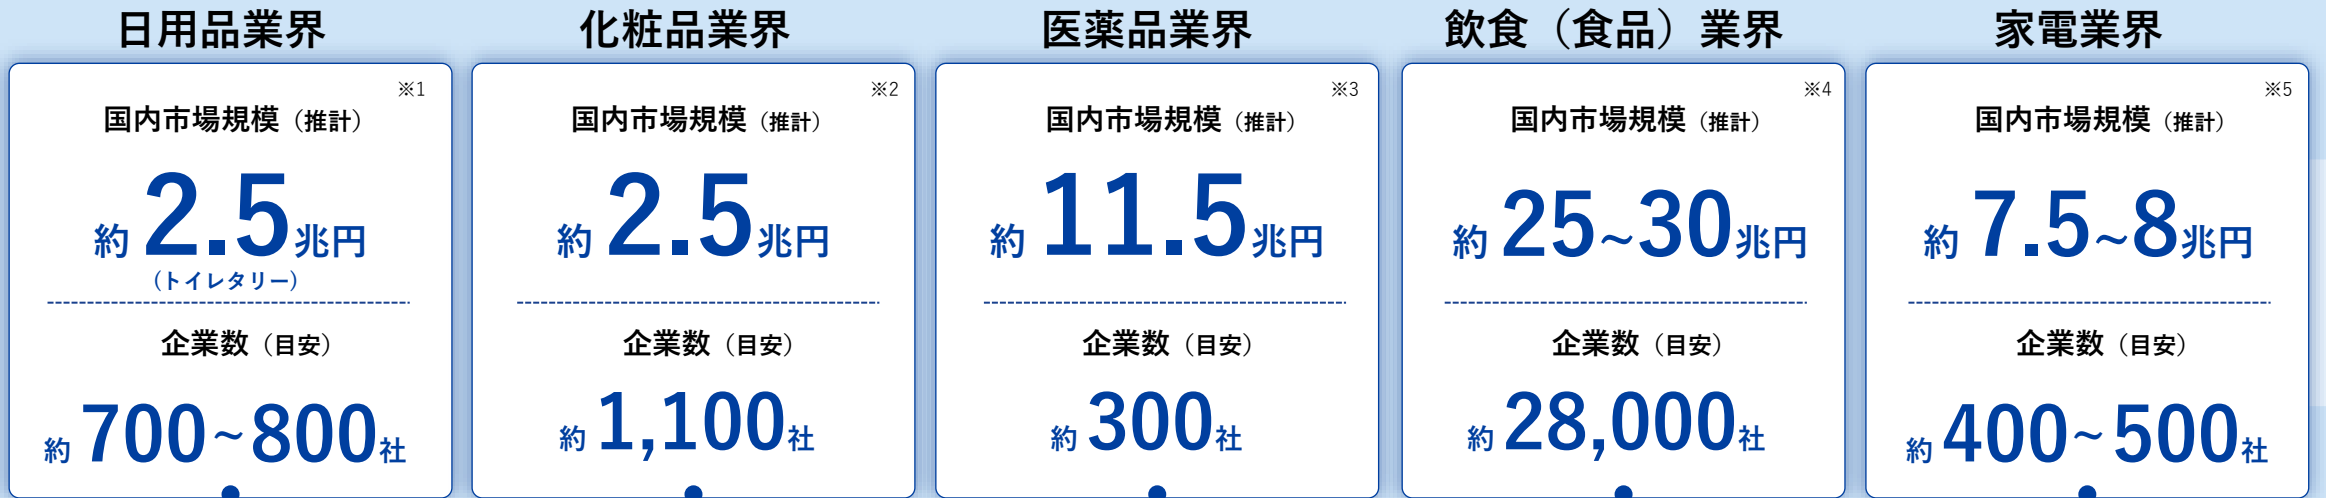 日用品業界
※1
国内市場規模（推計）
約2.5兆円
（トイレタリー）
企業数（目安）
約700~800社
化粧品業界
※2
国内市場規模（推計）
約2.5兆円
企業数（目安）
約1,100社
医薬品業界
※3
国内市場規模（推計）
約11.5兆円
企業数（目安）
約300社
飲食（食品）業界
※4
国内市場規模（推計）
約25~30兆円
企業数（目安）
約28,000社
家電業界
※5
国内市場規模（推計）
約7.5~8兆円
企業数（目安）
約400~500社